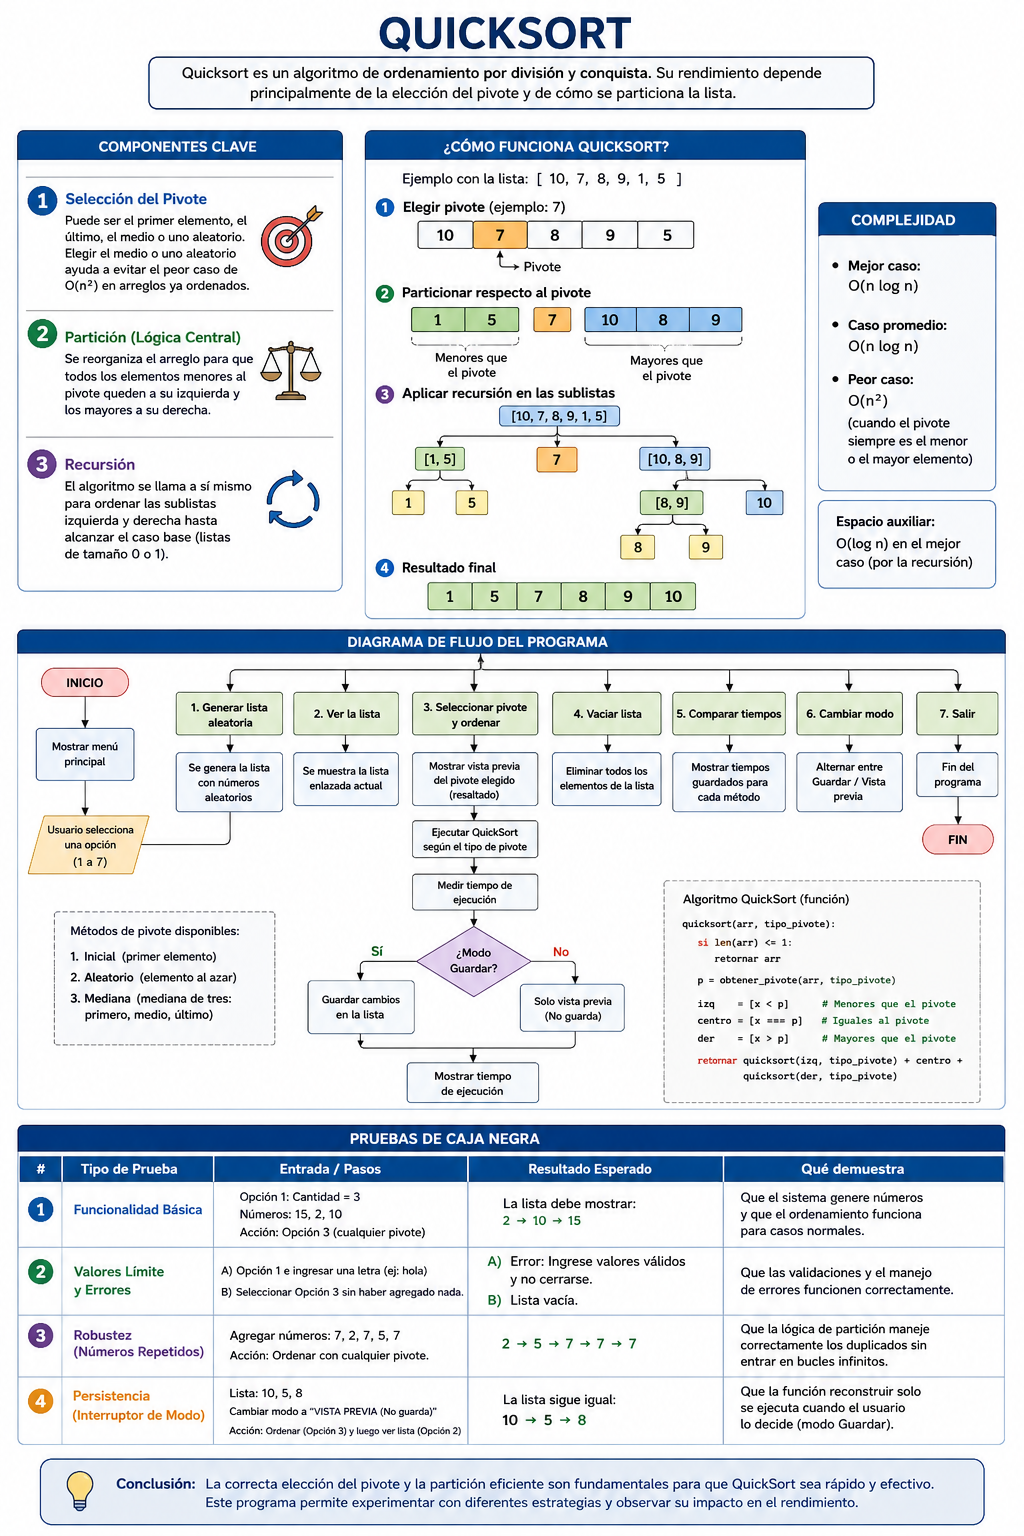 QUICKSORT
Quicksort es un algoritmo de ordenamiento por división y conquista. Su rendimiento depende
principalmente de la elección del pivote y de cómo se particiona la lista.
COMPONENTES CLAVE
1 Selección del Pivote
Puede ser el primer elemento, el
último, el medio o uno aleatorio.
Elegir el medio o uno aleatorio
ayuda a evitar el peor caso de
O(n²) en arreglos ya ordenados.
2 Partición (Lógica Central)
Se reorganiza el arreglo para que
todos los elementos menores al
pivote queden a su izquierda y
los mayores a su derecha.
3 Recursión
El algoritmo se llama a sí mismo
para ordenar las sublistas
izquierda y derecha hasta
alcanzar el caso base (listas
de tamaño 0 o 1).
¿CÓMO FUNCIONA QUICKSORT?
Ejemplo con la lista: [ 10, 7, 8, 9, 1, 5 ]
1 Elegir pivote (ejemplo: 7)
10 7 8 9 5
Pivote
2 Particionar respecto al pivote
1 5 7 10 8 9
Menores que
el pivote
Mayores que
el pivote
3 Aplicar recursión en las sublistas
[10, 7, 8, 9, 1, 5]
[1, 5] 7 [10, 8, 9]
1 5 [8, 9] 10
8 9
4 Resultado final
1 5 7 8 9 10
COMPLEJIDAD
• Mejor caso:
O(n log n)
• Caso promedio:
O(n log n)
• Peor caso:
O(n²)
(cuando el pivote
siempre es el menor
o el mayor elemento)
Espacio auxiliar:
O(log n) en el mejor
caso (por la recursión)
DIAGRAMA DE FLUJO DEL PROGRAMA
INICIO
Mostrar menú
principal
Usuario selecciona
una opción
(1 a 7)
1. Generar lista
aleatoria
Se genera la lista
con números
aleatorios
2. Ver la lista
Se muestra la lista
enlazada actual
3. Seleccionar pivote
y ordenar
Mostrar vista previa
del pivote elegido
(resaltado)
Ejecutar QuickSort
según el tipo de pivote
Medir tiempo de
ejecución
¿Modo
Guardar?
Sí
No
Guardar cambios
en la lista
Solo vista previa
(No guarda)
Mostrar tiempo
de ejecución
4. Vaciar lista
Eliminar todos los
elementos de la lista
5. Comparar tiempos
Mostrar tiempos
guardados para
cada método
6. Cambiar modo
Alternar entre
Guardar / Vista
previa
7. Salir
Fin del
programa
FIN
Métodos de pivote disponibles:
1. Inicial (primer elemento)
2. Aleatorio (elemento al azar)
3. Mediana (mediana de tres:
primero, medio, último)
Algoritmo QuickSort (función)
quicksort(arr, tipo_pivote):
si len(arr) <= 1:
retornar arr
p = obtener_pivote(arr, tipo_pivote)
izq = [x < p] # Menores que el pivote
centro = [x === p] # Iguales al pivote
der = [x > p] # Mayores que el pivote
retornar quicksort(izq, tipo_pivote) + centro +
quicksort(der, tipo_pivote)
PRUEBAS DE CAJA NEGRA
# Tipo de Prueba Entrada / Pasos Resultado Esperado Qué demuestra
1 Funcionalidad Básica
Opción 1: Cantidad = 3
Números: 15, 2, 10
Acción: Opción 3 (cualquier pivote)
La lista debe mostrar:
2 → 10 → 15
Que el sistema genere números
y que el ordenamiento funciona
para casos normales.
2 Valores Límite
y Errores
A) Opción 1 e ingresar una letra (ej: hola)
B) Seleccionar Opción 3 sin haber agregado nada.
A) Error: Ingrese valores válidos
y no cerrarse.
B) Lista vacía.
Que las validaciones y el manejo
de errores funcionen correctamente.
3 Robustez
(Números Repetidos)
Agregar números: 7, 2, 7, 5, 7
Acción: Ordenar con cualquier pivote.
2 → 5 → 7 → 7 → 7
Que la lógica de partición maneje
correctamente los duplicados sin
entrar en bucles infinitos.
4 Persistencia
(Interruptor de Modo)
Lista: 10, 5, 8
Cambiar modo a "VISTA PREVIA (No guarda)"
Acción: Ordenar (Opción 3) y luego ver lista (Opción 2)
La lista sigue igual:
10 → 5 → 8
Que la función reconstruir solo
se ejecuta cuando el usuario
lo decide (modo Guardar).
Conclusión: La correcta elección del pivote y la partición eficiente son fundamentales para que QuickSort sea rápido y efectivo.
Este programa permite experimentar con diferentes estrategias y observar su impacto en el rendimiento.